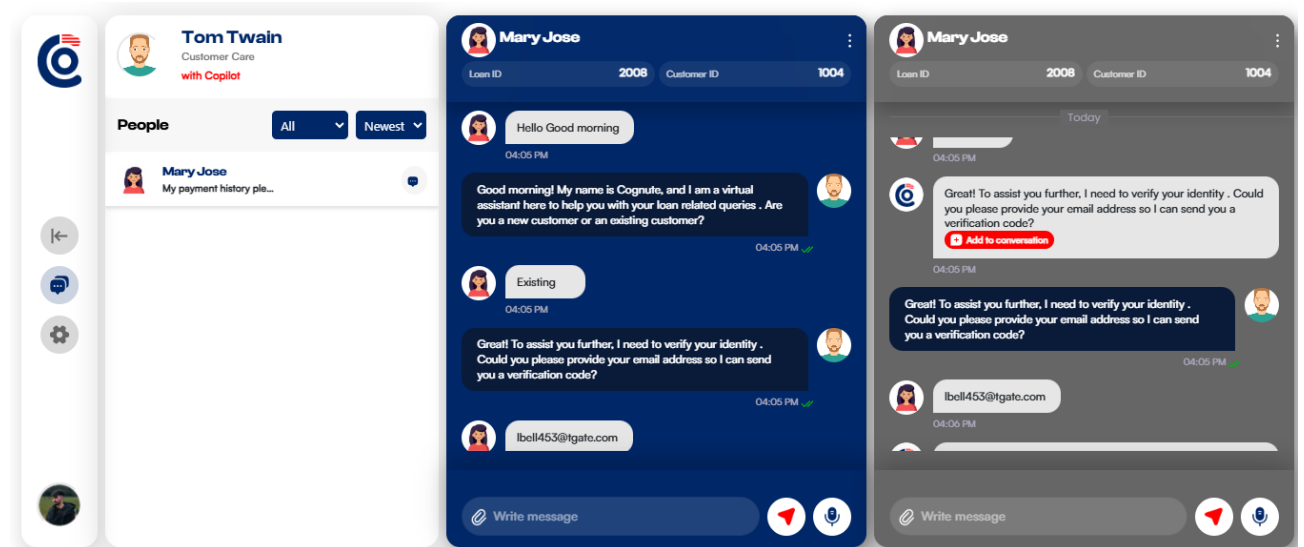 Tom Twain
Customer Care
with Copilot
People
All
Newest
Mary Jose
My payment history ple...
Mary Jose
Loan ID 2008 Customer ID 1004
Hello Good morning
04:05 PM
Good morning! My name is Cognute, and I am a virtual
assistant here to help you with your loan related queries . Are
you a new customer or an existing customer?
04:05 PM
Existing
04:05 PM
Great! To assist you further, I need to verify your identity .
Could you please provide your email address so I can send
you a verification code?
04:05 PM
lbell453@tgate.com
Write message
Mary Jose
Loan ID 2008 Customer ID 1004
Today
04:05 PM
Great! To assist you further, I need to verify your identity . Could
you please provide your email address so I can send you a
verification code?
Add to conversation
04:05 PM
Great! To assist you further, I need to verify your identity .
Could you please provide your email address so I can send
you a verification code?
04:05 PM
lbell453@tgate.com
04:06 PM
Write message